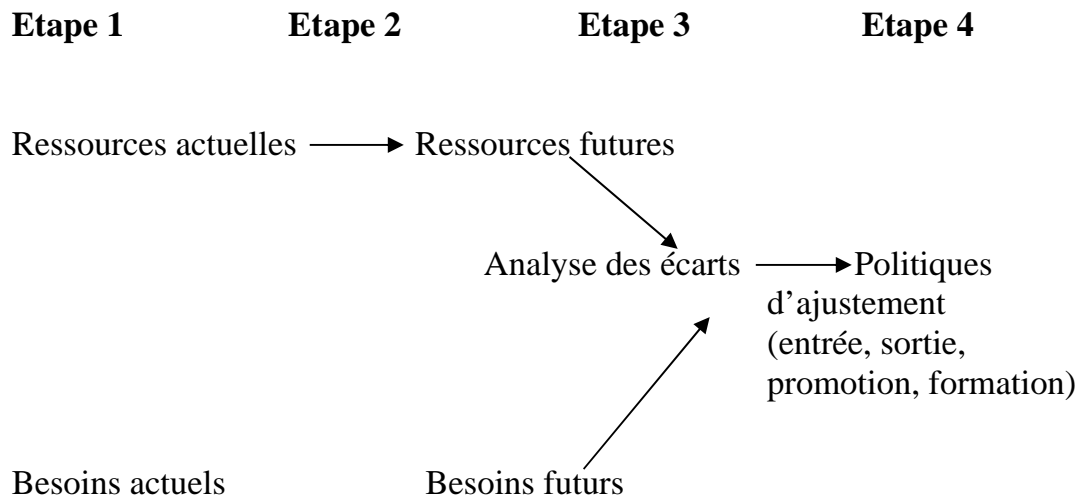 Etape 1 Etape 2 Etape 3 Etape 4
Ressources actuelles Ressources futures
Analyse des écarts Politiques
d’ajustement
(entrée, sortie,
promotion, formation)
Besoins actuels Besoins futurs